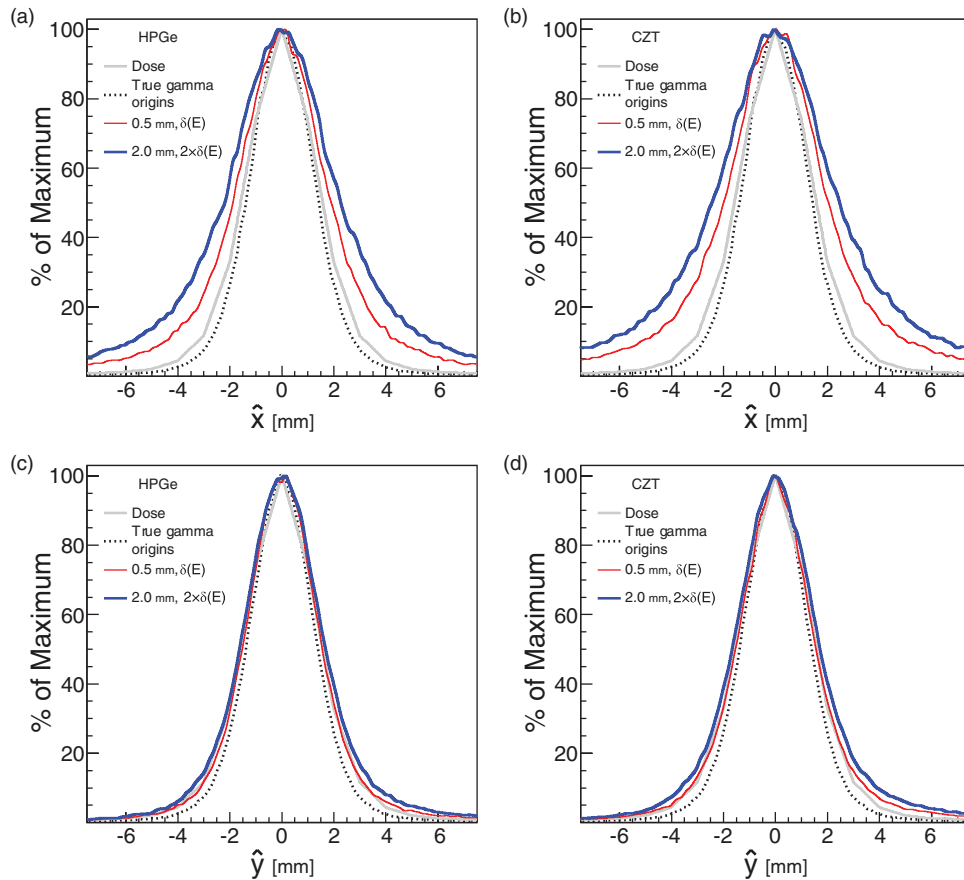 (a)
HPGe
Dose
True gamma
origins
0.5 mm, δ(E)
2.0 mm, 2×δ(E)
% of Maximum
100
80
60
40
20
-6 -4 -2 0 2 4 6
x̂ [mm]
(b)
CZT
Dose
True gamma
origins
0.5 mm, δ(E)
2.0 mm, 2×δ(E)
% of Maximum
100
80
60
40
20
-6 -4 -2 0 2 4 6
x̂ [mm]
(c)
HPGe
Dose
True gamma
origins
0.5 mm, δ(E)
2.0 mm, 2×δ(E)
% of Maximum
100
80
60
40
20
-6 -4 -2 0 2 4 6
ŷ [mm]
(d)
CZT
Dose
True gamma
origins
0.5 mm, δ(E)
2.0 mm, 2×δ(E)
% of Maximum
100
80
60
40
20
-6 -4 -2 0 2 4 6
ŷ [mm]